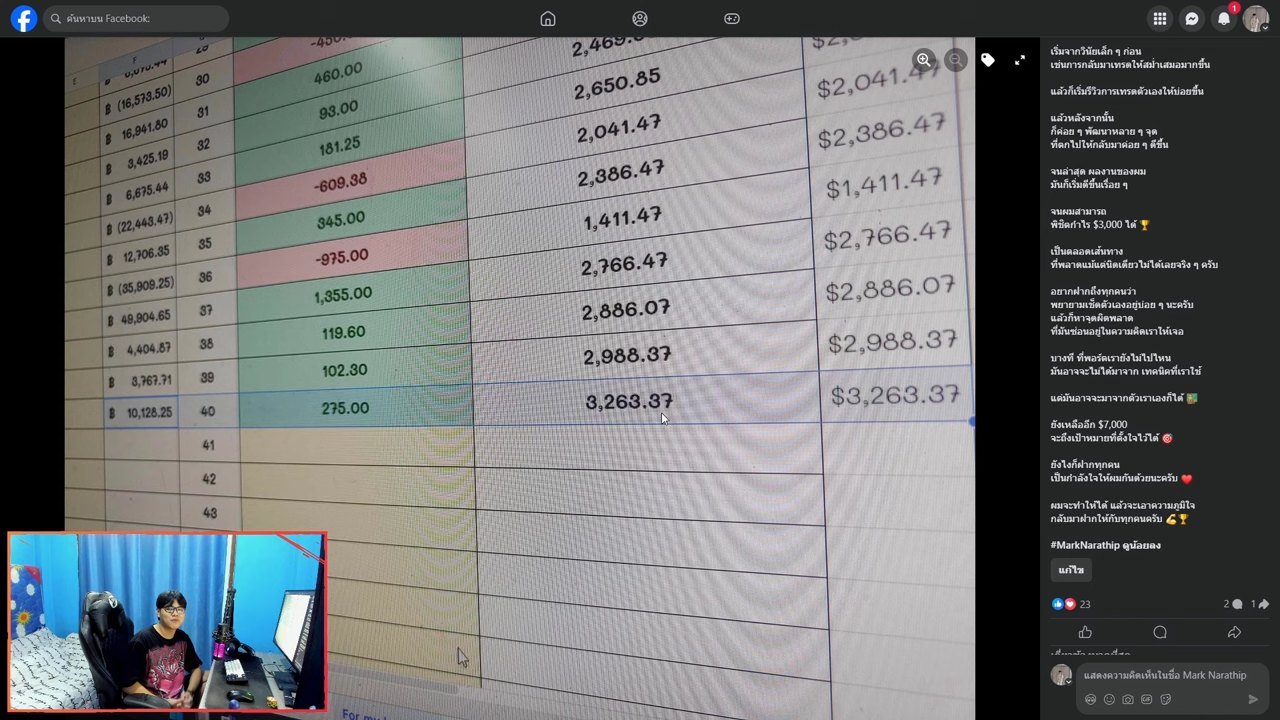 ค้นหาบน Facebook:
1
E F
29 -450.
30 460.00 2,469.
฿ (16,573.50) 31 93.00 2,650.85 $2,041.47
฿ 16,941.80 32 181.25 2,041.47 $2,386.47
฿ 3,425.19 33 -609.38 2,386.47 $1,411.47
฿ 6,675.44 34 345.00 1,411.47 $2,766.47
฿ (22,443.47) 35 -975.00 2,766.47 $2,886.07
฿ 12,706.35 36 1,355.00 2,886.07 $2,988.37
฿ (35,909.25) 37 119.60 2,988.37 $3,263.37
฿ 49,904.65 38 102.30 3,263.37
฿ 4,404.87 39 275.00
฿ 3,767.71 40
฿ 10,128.25 41
42
43
เริ่มจากวินัยเล็ก ๆ ก่อน
เช่นการกลับมาเทรดให้สม่ำเสมอมากขึ้น
แล้วก็เริ่มรีวิวการเทรดตัวเองให้บ่อยขึ้น
แล้วหลังจากนั้น
ก็ค่อย ๆ พัฒนาหลาย ๆ จุด
ที่ตกไปให้กลับมาค่อย ๆ ดีขึ้น
จนล่าสุด ผลงานของผม
มันก็เริ่มดีขึ้นเรื่อย ๆ
จนผมสามารถ
พิชิตกำไร $3,000 ได้ 🏆
เป็นตลอดเส้นทาง
ที่พลาดแม้แต่นิดเดียวไม่ได้เลยจริง ๆ ครับ
อยากฝากถึงทุกคนว่า
พยายามเช็คตัวเองอยู่บ่อย ๆ นะครับ
แล้วก็หาจุดผิดพลาด
ที่มันซ่อนอยู่ในความคิดเราให้เจอ
บางที ที่พอร์ตเรายังไม่ไปไหน
มันอาจจะไม่ได้มาจาก เทคนิคที่เราใช้
แต่มันอาจจะมาจากตัวเราเองก็ได้
ยังเหลืออีก $7,000
จะถึงเป้าหมายที่ตั้งใจไว้ได้ 🎯
ยังไงก็ฝากทุกคน
เป็นกำลังใจให้ผมกันด้วยนะครับ ❤️
ผมจะทำให้ได้ แล้วจะเอาความภูมิใจ
กลับมาฝากให้กับทุกคนครับ 💪🏆
#MarkNarathip ดูน้อยลง
แก้ไข
23 2 1
แสดงความคิดเห็นในชื่อ Mark Narathip